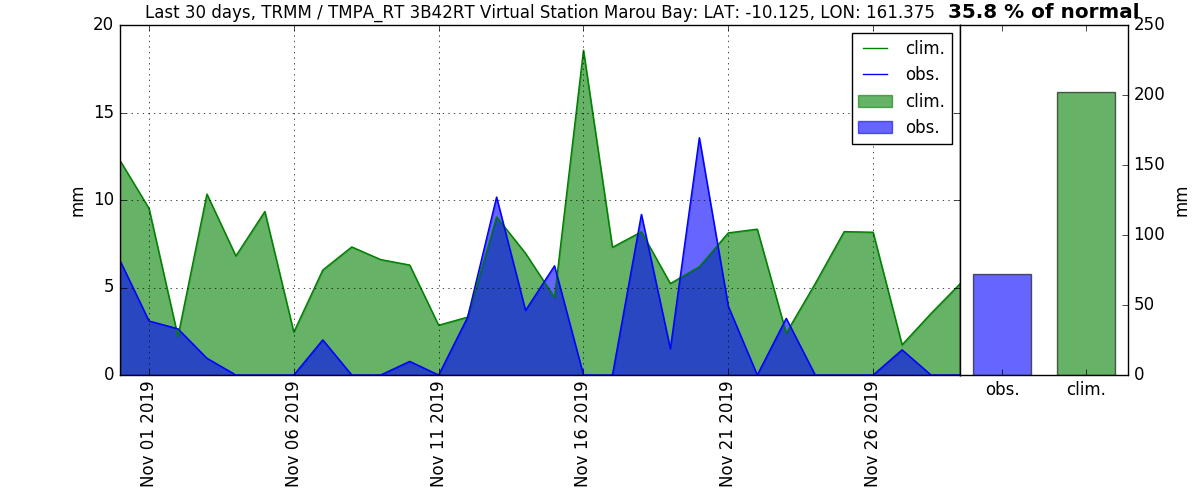 Last 30 days, TRMM / TMPA_RT 3B42RT Virtual Station Marou Bay: LAT: -10.125, LON: 161.375
35.8 % of normal
20
15
10
5
0
mm
clim.
obs.
clim.
obs.
Nov 01 2019
Nov 06 2019
Nov 11 2019
Nov 16 2019
Nov 21 2019
Nov 26 2019
250
200
150
100
50
0
mm
obs.
clim.